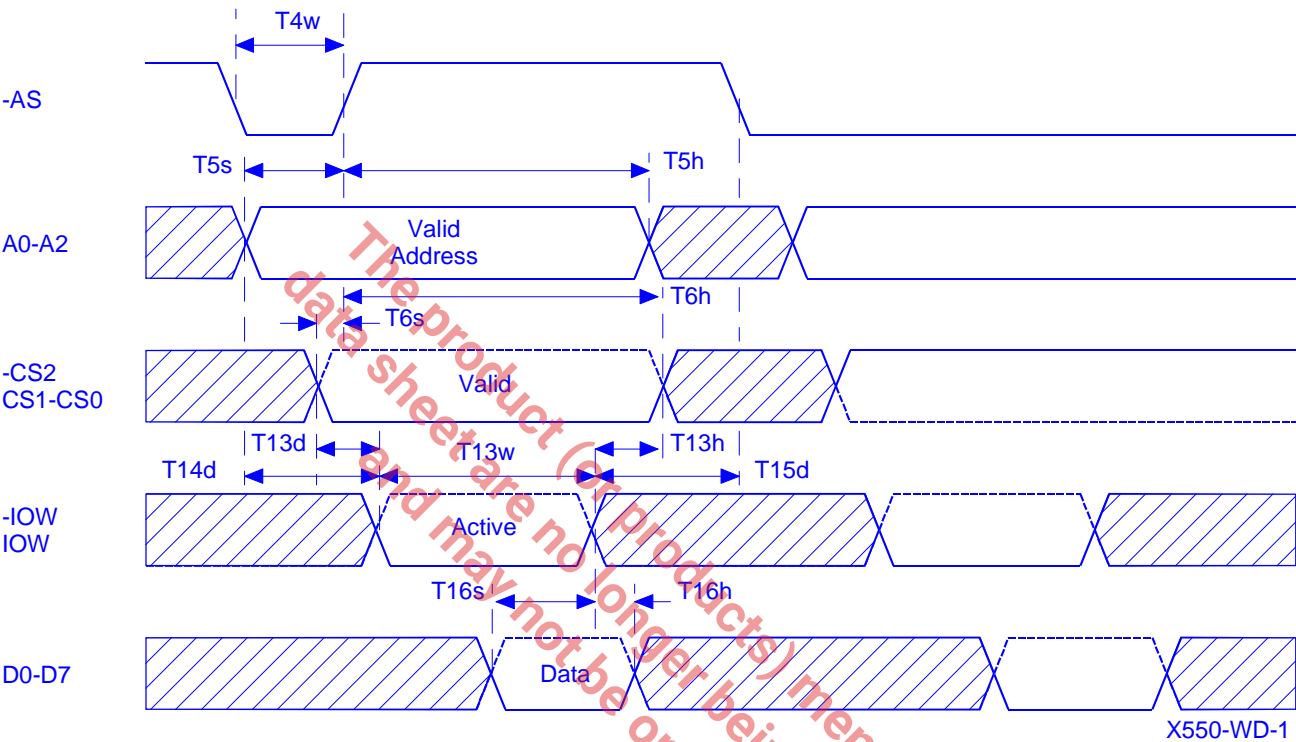 T4w
-AS
T5s
T5h
A0-A2
Valid
Address
T6h
T6s
-CS2
CS1-CS0
Valid
T13d
T13w
T13h
T14d
T15d
-IOW
IOW
Active
T16s
T16h
D0-D7
Data
X550-WD-1
The product (or products) men
data sheet are no longer bein
and may not be or